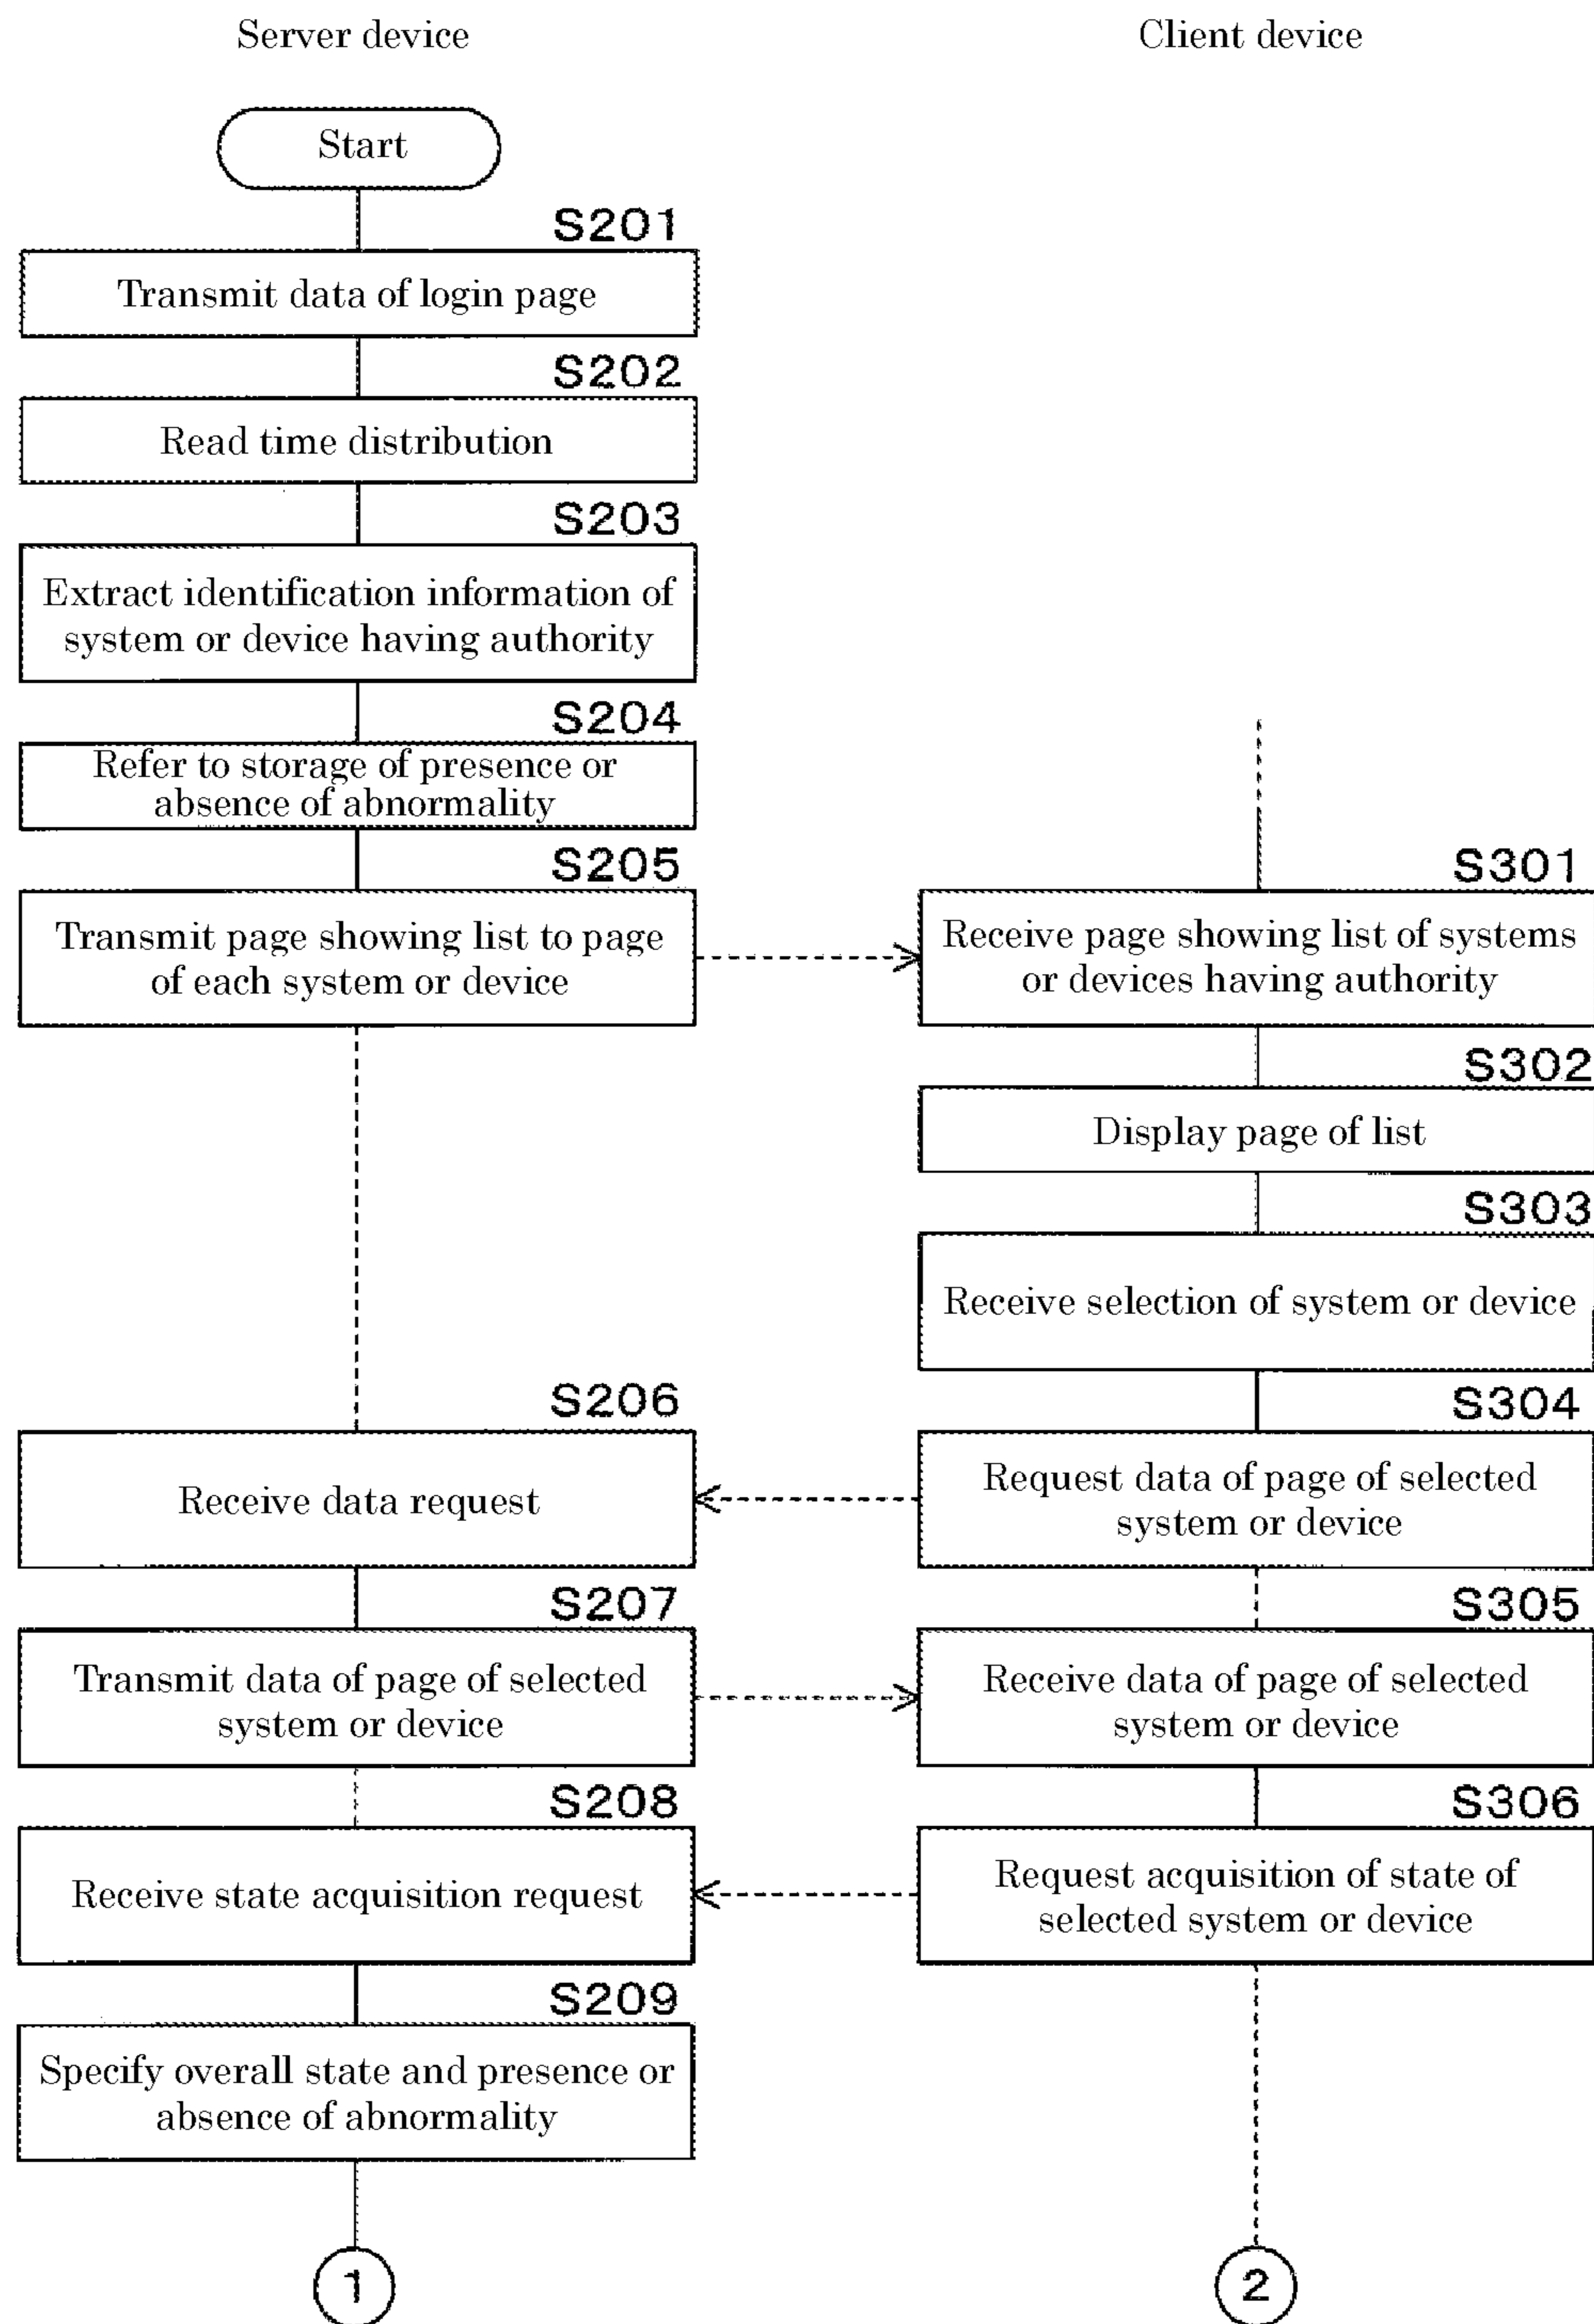 Server device
Client device
Start
S201
Transmit data of login page
S202
Read time distribution
S203
Extract identification information of
system or device having authority
S204
Refer to storage of presence or
absence of abnormality
S205
Transmit page showing list to page
of each system or device
S301
Receive page showing list of systems
or devices having authority
S302
Display page of list
S303
Receive selection of system or device
S206
Receive data request
S304
Request data of page of selected
system or device
S207
Transmit data of page of selected
system or device
S305
Receive data of page of selected
system or device
S208
Receive state acquisition request
S306
Request acquisition of state of
selected system or device
S209
Specify overall state and presence or
absence of abnormality
1
2